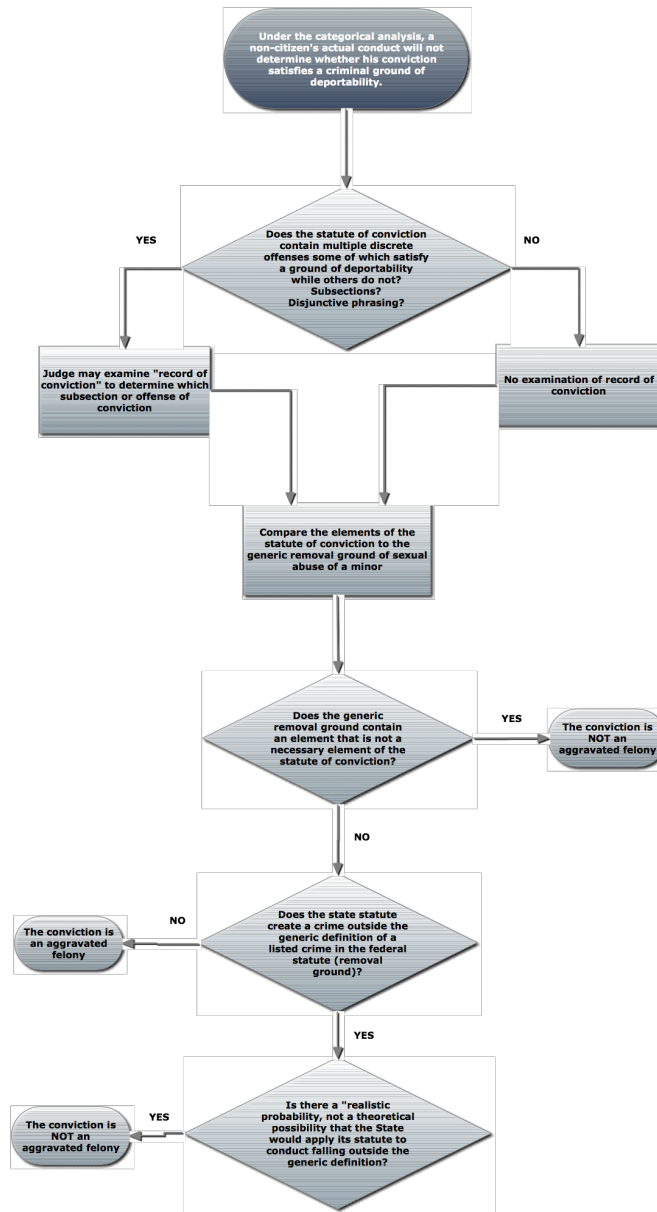 Under the categorical analysis, a
non-citizen's actual conduct will not
determine whether his conviction
satisfies a criminal ground of
deportability.
YES
NO
Does the statute of conviction
contain multiple discrete
offenses some of which satisfy
a ground of deportability
while others do not?
Subsections?
Disjunctive phrasing?
Judge may examine "record of
conviction" to determine which
subsection or offense of
conviction
No examination of record of
conviction
Compare the elements of the
statute of conviction to the
generic removal ground of sexual
abuse of a minor
Does the generic
removal ground contain
an element that is not a
necessary element of the
statute of conviction?
YES
The conviction is
NOT an
aggravated felony
NO
Does the state statute
create a crime outside the
generic definition of a
listed crime in the federal
statute (removal
ground)?
NO
The conviction is
an aggravated
felony
YES
Is there a "realistic
probability, not a theoretical
possibility that the State
would apply its statute to
conduct falling outside the
generic definition?
YES
The conviction is
NOT an
aggravated felony